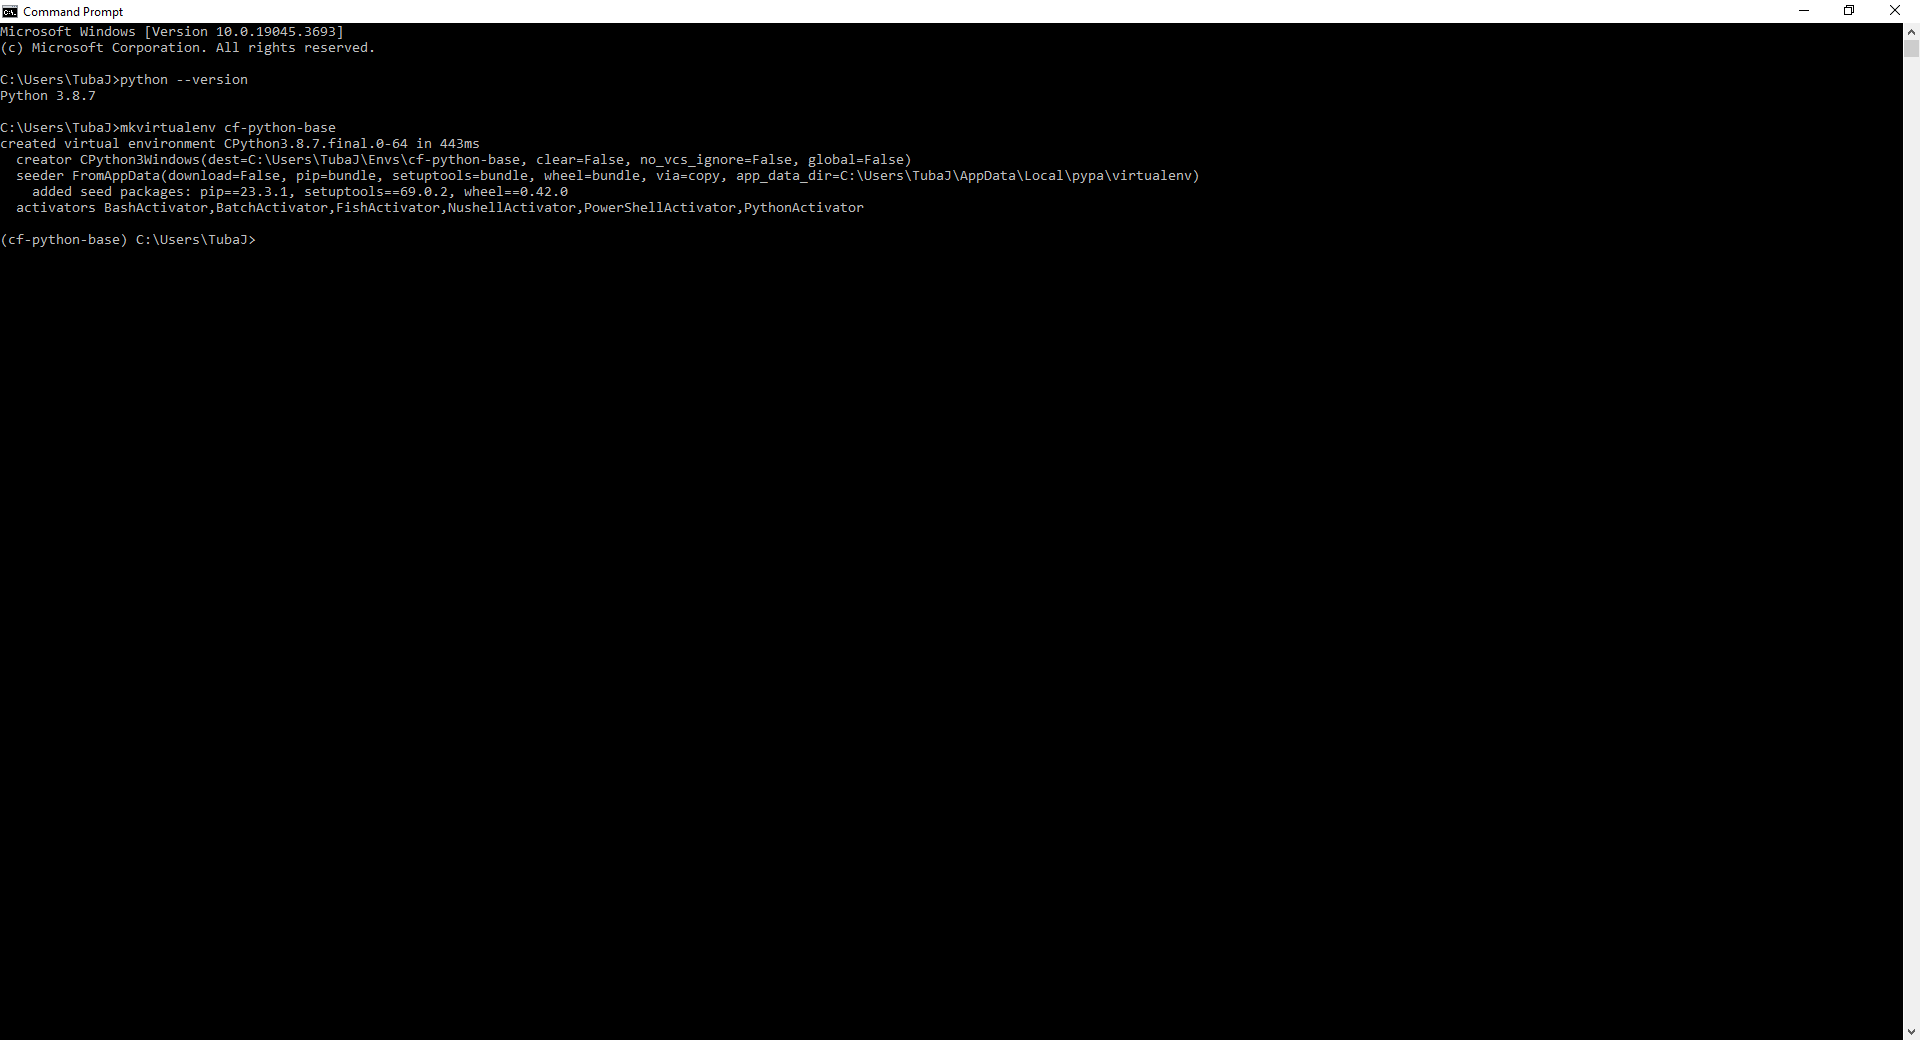 Command Prompt
Microsoft Windows [Version 10.0.19045.3693]
(c) Microsoft Corporation. All rights reserved.
C:\Users\TubaJ>python --version
Python 3.8.7
C:\Users\TubaJ>mkvirtualenv cf-python-base
created virtual environment CPython3.8.7.final.0-64 in 443ms
  creator CPython3Windows(dest=C:\Users\TubaJ\Envs\cf-python-base, clear=False, no_vcs_ignore=False, global=False)
  seeder FromAppData(download=False, pip=bundle, setuptools=bundle, wheel=bundle, via=copy, app_data_dir=C:\Users\TubaJ\AppData\Local\pypa\virtualenv)
    added seed packages: pip==23.3.1, setuptools==69.0.2, wheel==0.42.0
  activators BashActivator,BatchActivator,FishActivator,NushellActivator,PowerShellActivator,PythonActivator
(cf-python-base) C:\Users\TubaJ>